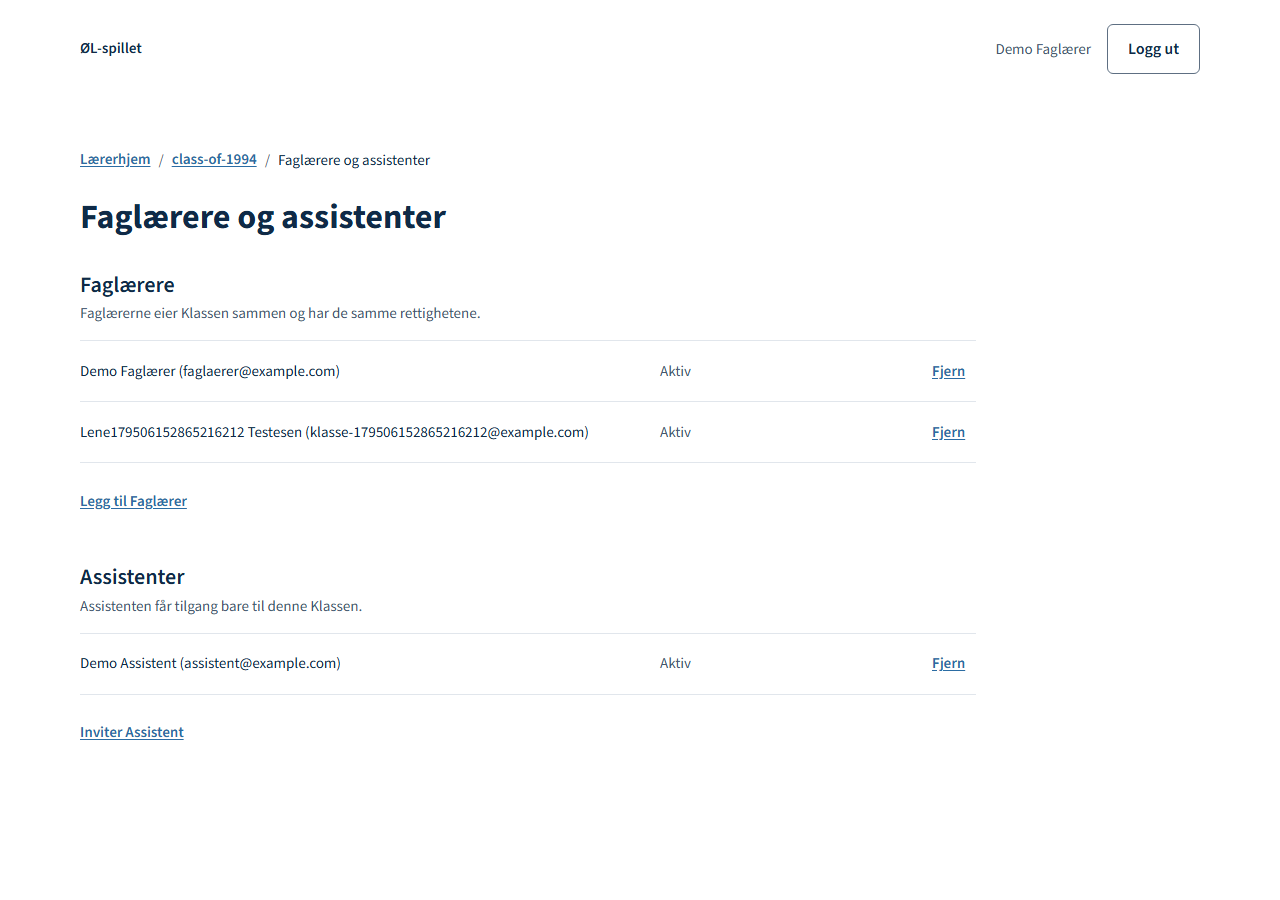 ØL-spillet
Demo Faglærer
Logg ut
Lærerhjem / class-of-1994 / Faglærere og assistenter
Faglærere og assistenter
Faglærere
Faglærerne eier Klassen sammen og har de samme rettighetene.
Demo Faglærer (faglaerer@example.com) Aktiv Fjern
Lene179506152865216212 Testesen (klasse-179506152865216212@example.com) Aktiv Fjern
Legg til Faglærer
Assistenter
Assistenten får tilgang bare til denne Klassen.
Demo Assistent (assistent@example.com) Aktiv Fjern
Inviter Assistent